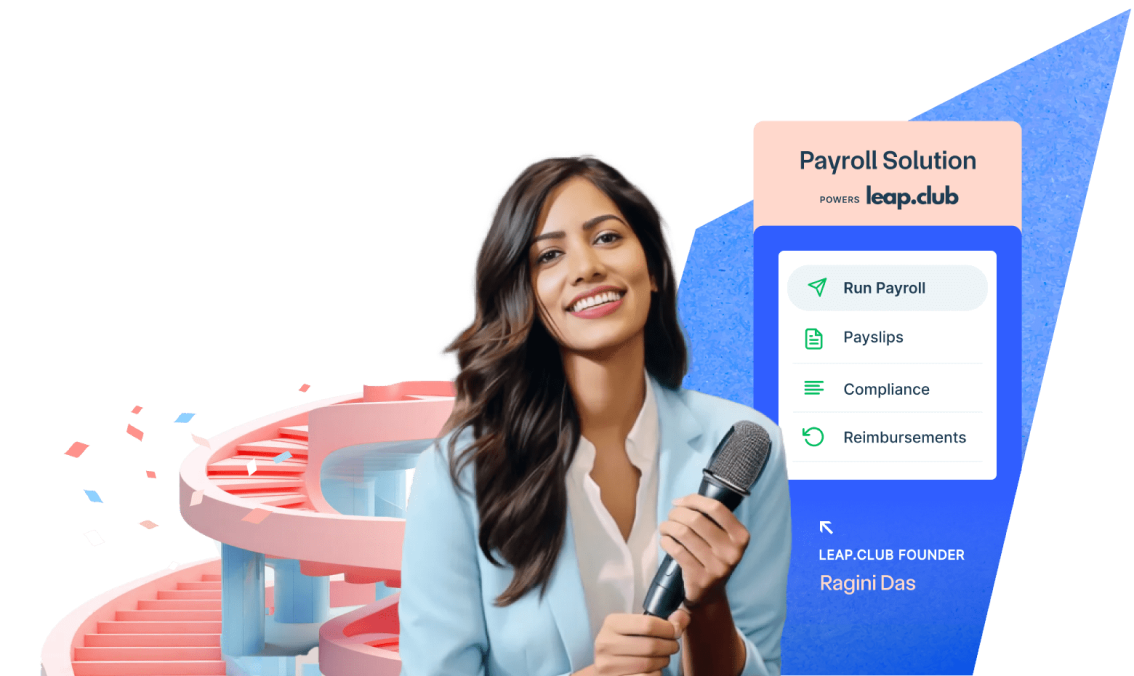 Payroll Solution
POWERS leap.club
Run Payroll
Payslips
Compliance
Reimbursements
LEAP.CLUB FOUNDER
Ragini Das